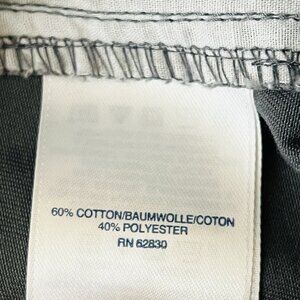 60% COTTON/BAUMWOLLE/COTON
40% POLYESTER
RN 62830